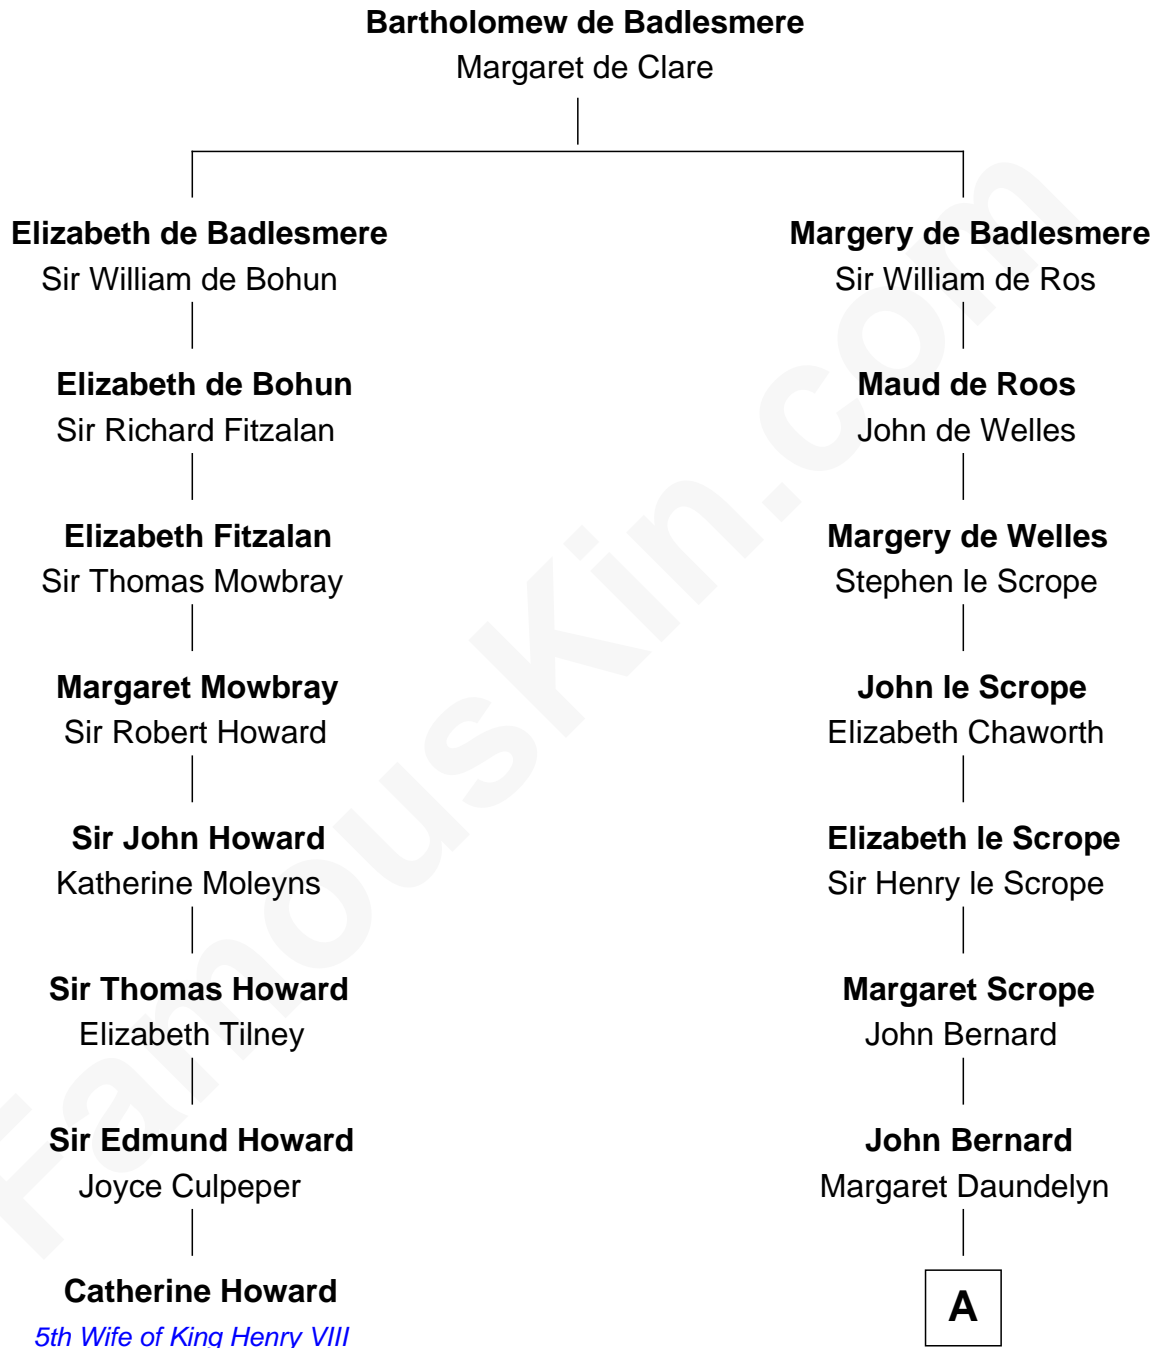 Bartholomew de Badlesmere
Margaret de Clare
Elizabeth de Badlesmere
Sir William de Bohun
Elizabeth de Bohun
Sir Richard Fitzalan
Elizabeth Fitzalan
Sir Thomas Mowbray
Margaret Mowbray
Sir Robert Howard
Sir John Howard
Katherine Moleyns
Sir Thomas Howard
Elizabeth Tilney
Sir Edmund Howard
Joyce Culpeper
Catherine Howard
5th Wife of King Henry VIII
Margery de Badlesmere
Sir William de Ros
Maud de Roos
John de Welles
Margery de Welles
Stephen le Scrope
John le Scrope
Elizabeth Chaworth
Elizabeth le Scrope
Sir Henry le Scrope
Margaret Scrope
John Bernard
John Bernard
Margaret Daundelyn
A
FamousKin.com